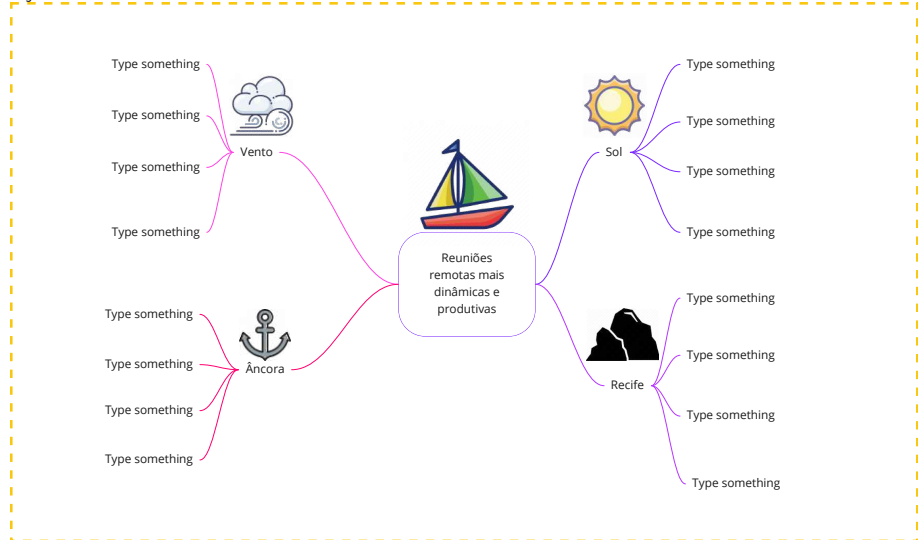 Type something
Type something
Type something
Type something
Vento
Type something
Type something
Type something
Type something
Âncora
Reuniões
remotas mais
dinâmicas e
produtivas
Sol
Type something
Type something
Type something
Type something
Recife
Type something
Type something
Type something
Type something